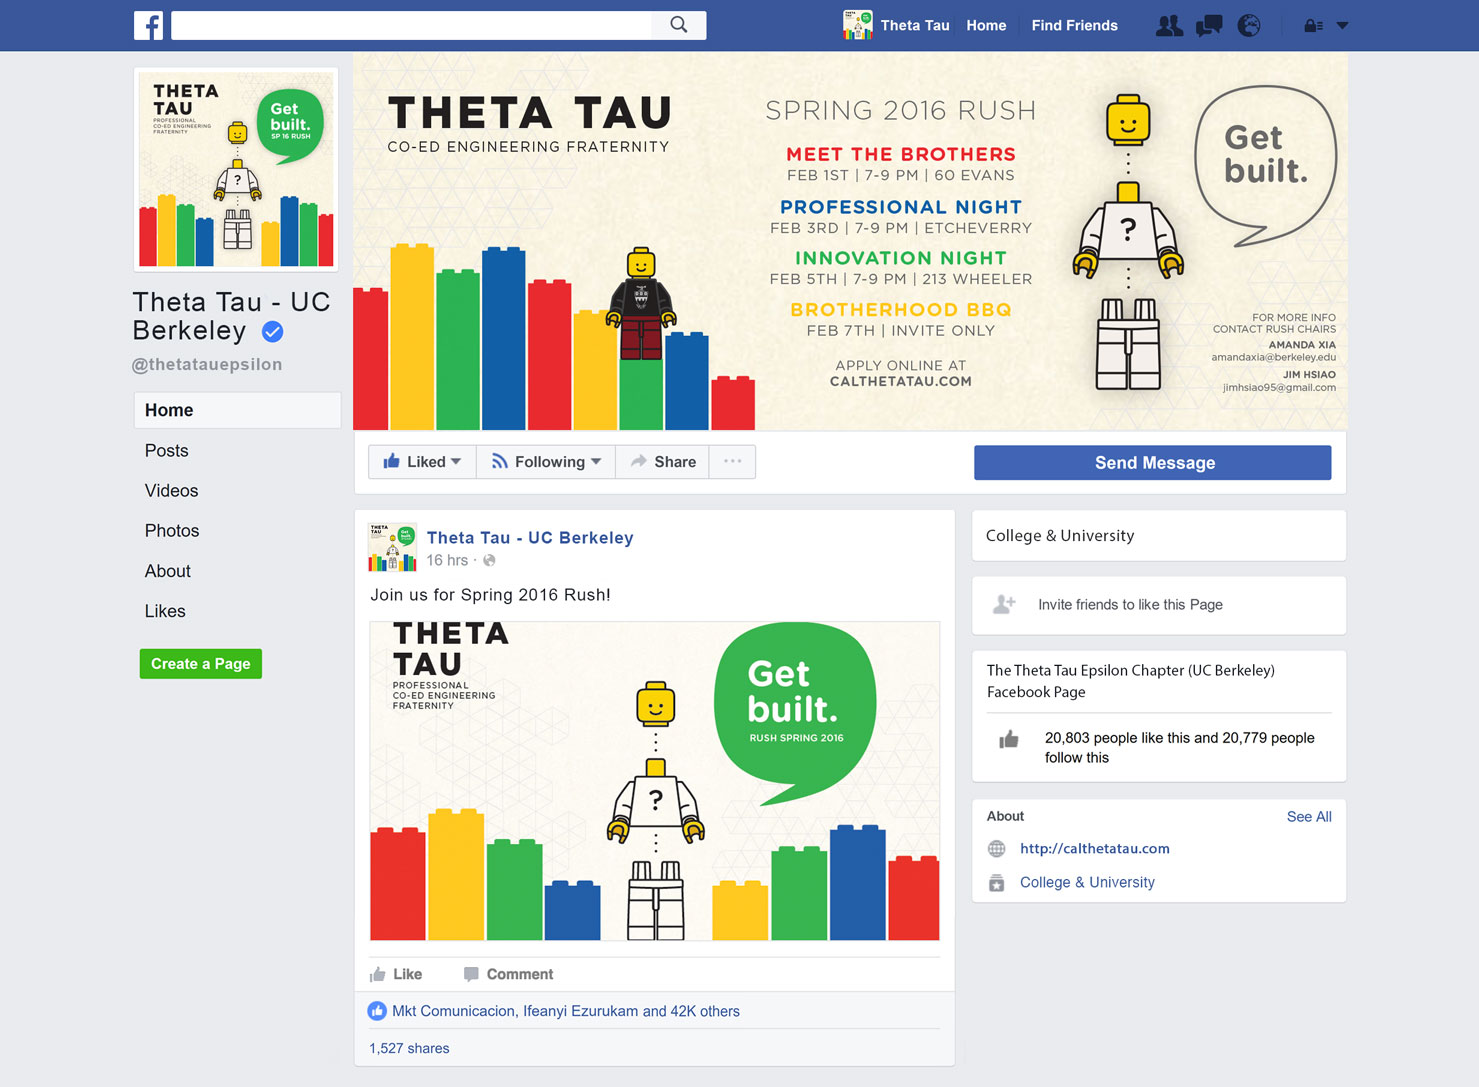 f
Theta Tau
Home
Find Friends
THETA
TAU
PROFESSIONAL
CO-ED ENGINEERING
FRATERNITY
Get
built.
SP 16 RUSH
?
Theta Tau - UC
Berkeley
@thetatauepsilon
Home
Posts
Videos
Photos
About
Likes
Create a Page
THETA TAU
CO-ED ENGINEERING FRATERNITY
SPRING 2016 RUSH
MEET THE BROTHERS
FEB 1ST | 7-9 PM | 60 EVANS
PROFESSIONAL NIGHT
FEB 3RD | 7-9 PM | ETCHEVERRY
INNOVATION NIGHT
FEB 5TH | 7-9 PM | 213 WHEELER
BROTHERHOOD BBQ
FEB 7TH | INVITE ONLY
APPLY ONLINE AT
CALTHETATAU.COM
?
Get
built.
FOR MORE INFO
CONTACT RUSH CHAIRS
AMANDA XIA
amandaxia@berkeley.edu
JIM HSIAO
jimhsiao95@gmail.com
Liked
Following
Share
Send Message
THETA
TAU
Get
built.
Theta Tau - UC Berkeley
16 hrs ·
Join us for Spring 2016 Rush!
THETA
TAU
PROFESSIONAL
CO-ED ENGINEERING
FRATERNITY
Get
built.
RUSH SPRING 2016
?
Like
Comment
Mkt Comunicacion, Ifeanyi Ezurukam and 42K others
1,527 shares
College & University
Invite friends to like this Page
The Theta Tau Epsilon Chapter (UC Berkeley)
Facebook Page
20,803 people like this and 20,779 people
follow this
About
See All
http://calthetatau.com
College & University